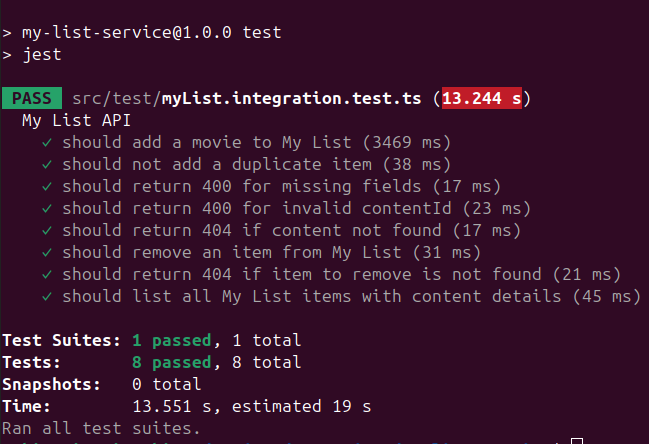 > my-list-service@1.0.0 test
> jest
PASS src/test/myList.integration.test.ts (13.244 s)
My List API
✓ should add a movie to My List (3469 ms)
✓ should not add a duplicate item (38 ms)
✓ should return 400 for missing fields (17 ms)
✓ should return 400 for invalid contentId (23 ms)
✓ should return 404 if content not found (17 ms)
✓ should remove an item from My List (31 ms)
✓ should return 404 if item to remove is not found (21 ms)
✓ should list all My List items with content details (45 ms)
Test Suites: 1 passed, 1 total
Tests: 8 passed, 8 total
Snapshots: 0 total
Time: 13.551 s, estimated 19 s
Ran all test suites.